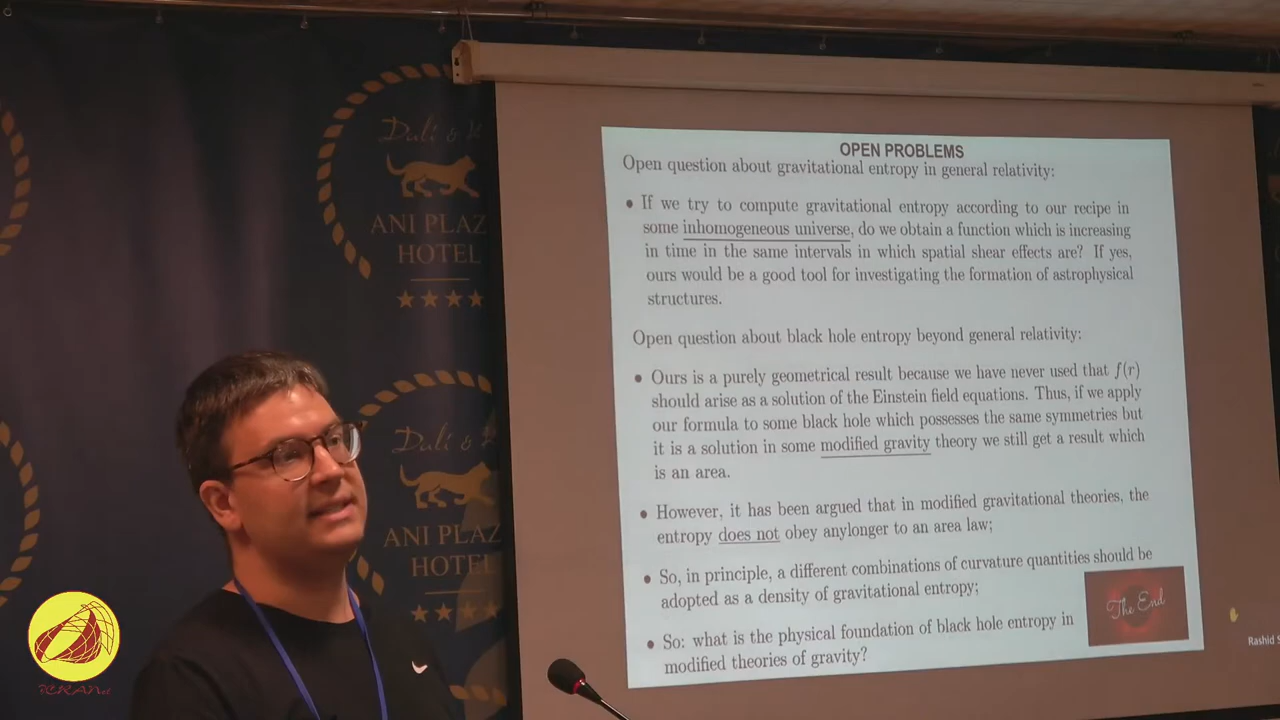 Dali &
ANI PLAZ
HOTEL
Dali &
ANI PLAZ
HOTEL
OPEN PROBLEMS
Open question about gravitational entropy in general relativity:
• If we try to compute gravitational entropy according to our recipe in
some inhomogeneous universe, do we obtain a function which is increasing
in time in the same intervals in which spatial shear effects are? If yes,
ours would be a good tool for investigating the formation of astrophysical
structures.
Open question about black hole entropy beyond general relativity:
• Ours is a purely geometrical result because we have never used that f(r)
should arise as a solution of the Einstein field equations. Thus, if we apply
our formula to some black hole which possesses the same symmetries but
it is a solution in some modified gravity theory we still get a result which
is an area.
• However, it has been argued that in modified gravitational theories, the
entropy does not obey anylonger to an area law;
• So, in principle, a different combinations of curvature quantities should be
adopted as a density of gravitational entropy;
• So: what is the physical foundation of black hole entropy in
modified theories of gravity?
The End
Rashid S